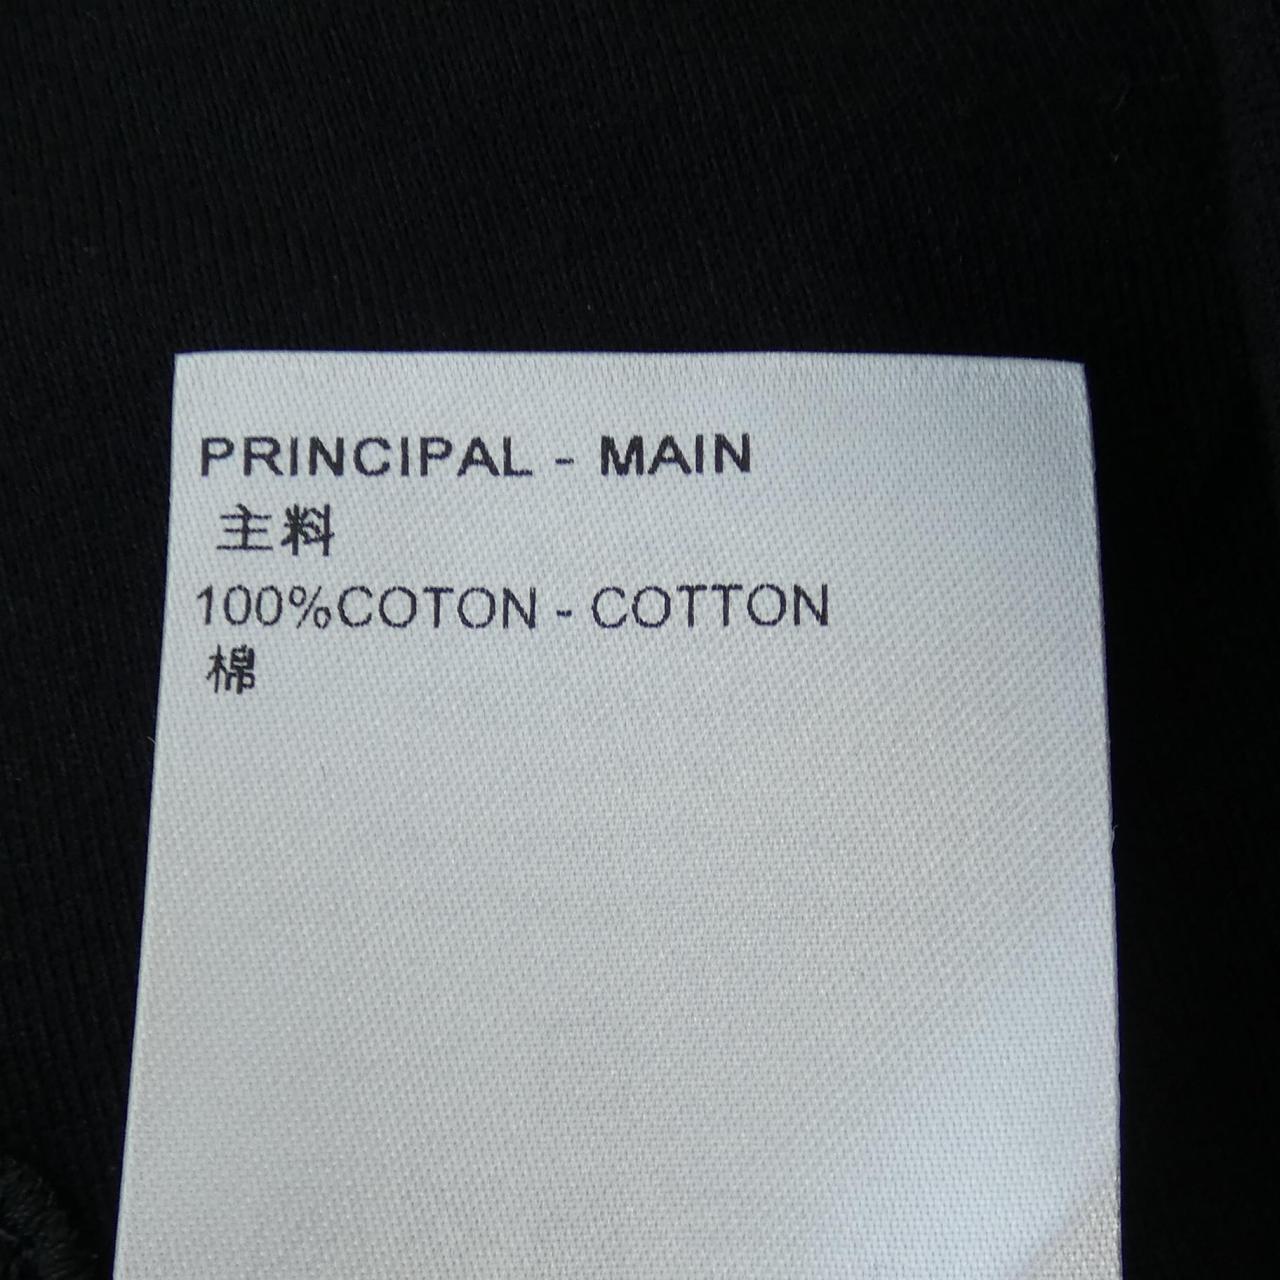 PRINCIPAL - MAIN
主料
100%COTON - COTTON
棉